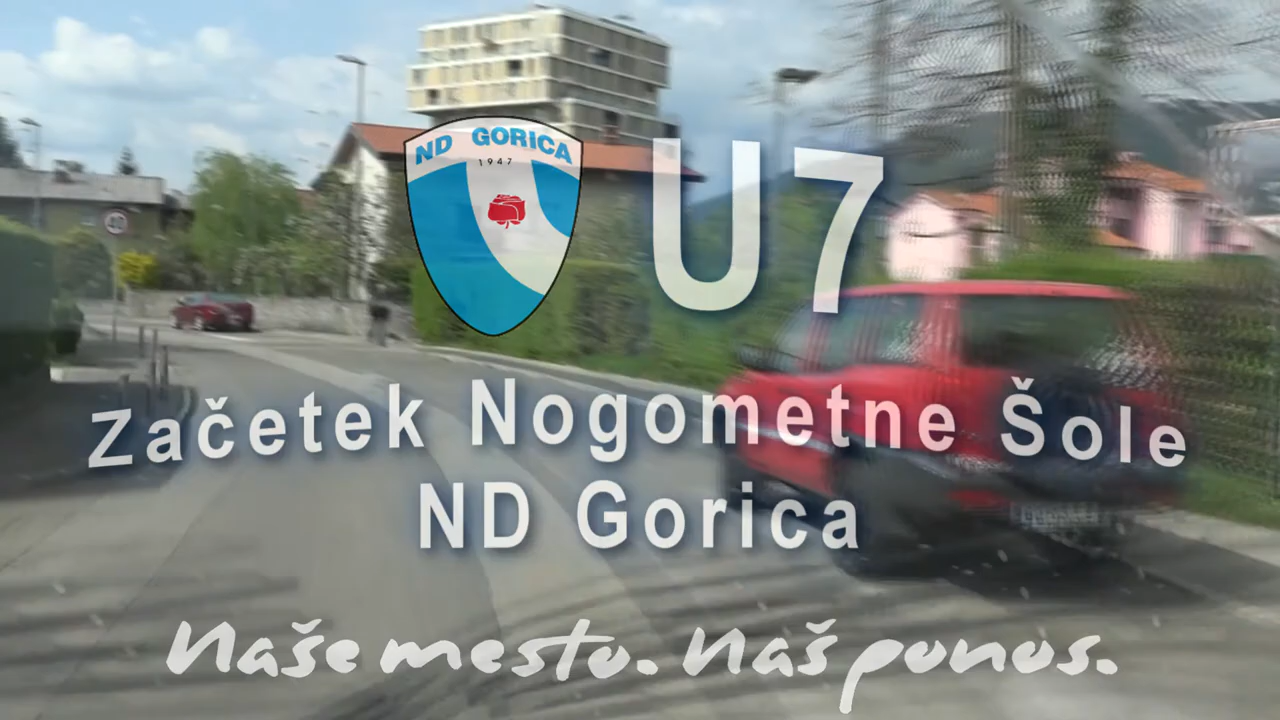 ND GORICA
1947
U7
Začetek Nogometne Šole
ND Gorica
Naše mesto. Naš ponos.